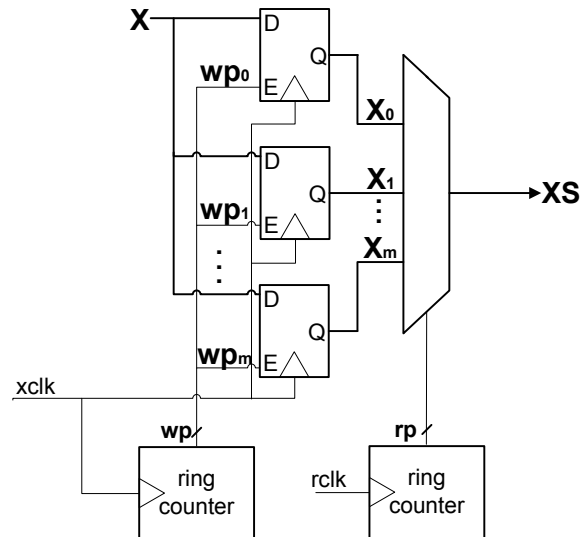 X
D
Q
wp0
E
X0
D
Q
X1
wp1
E
⋮
⋮
Xm
D
Q
XS
wpm
E
xclk
wp
rp
ring
counter
rclk
ring
counter